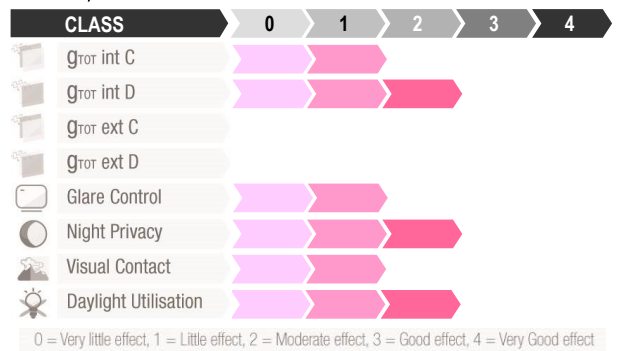 CLASS 0 1 2 3 4
gTOT int C
gTOT int D
gTOT ext C
gTOT ext D
Glare Control
Night Privacy
Visual Contact
Daylight Utilisation
0 = Very little effect, 1 = Little effect, 2 = Moderate effect, 3 = Good effect, 4 = Very Good effect